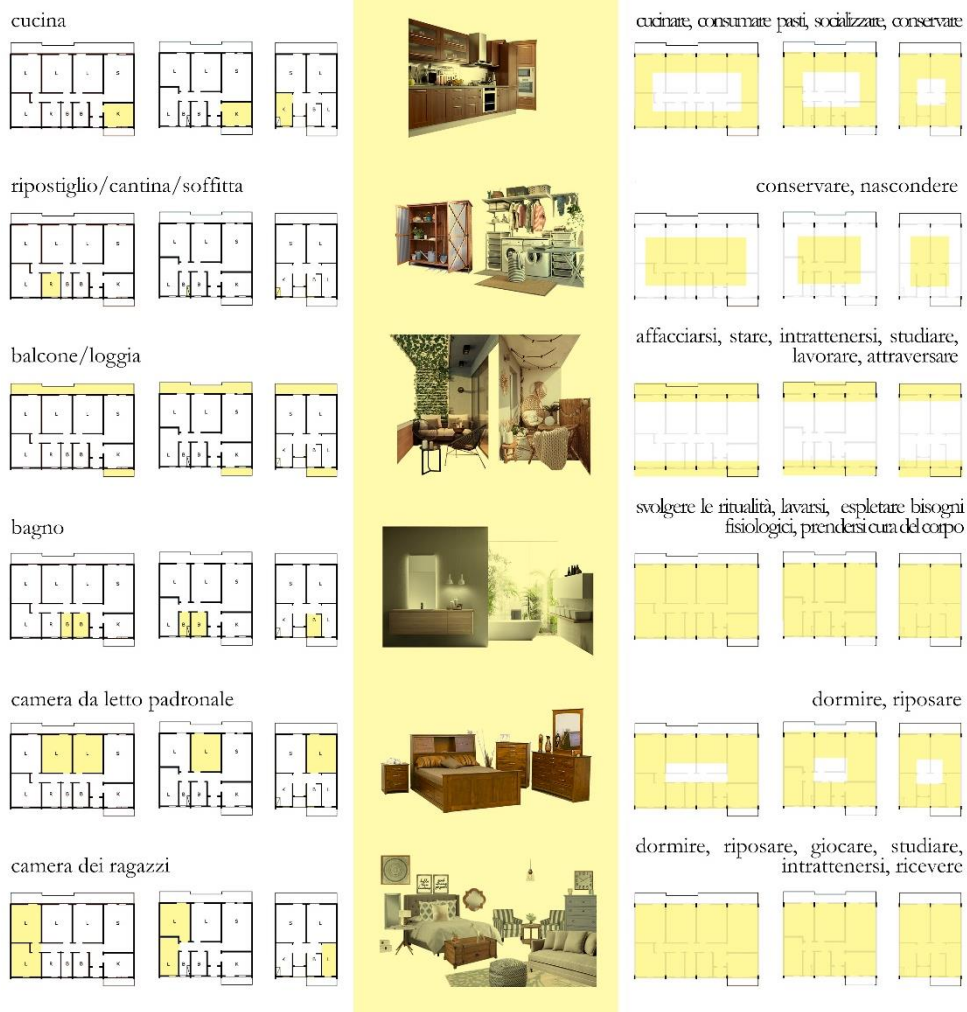 cucina
cucinare, consumare pasti, socializzare, conservare
ripostiglio/cantina/soffitta
conservare, nascondere
balcone/loggia
affacciarsi, stare, intrattenersi, studiare,
lavorare, attraversare
bagno
svolgere le ritualità, lavarsi, espletare bisogni
fisiologici, prendersi cura del corpo
camera da letto padronale
dormire, riposare
camera dei ragazzi
dormire, riposare, giocare, studiare,
intrattenersi, ricevere